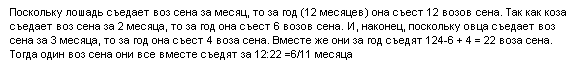 Поскольку лошадь съедает воз сена за месяц, то за год (12 месяцев) она съест 12 возов сена. Так как коза
съедает воз сена за 2 месяца, то за год она съест 6 возов сена. И, наконец, поскольку овца съедает воз
сена за 3 месяца, то за год она съест 4 воза сена. Вместе же они за год съедят 124-6 + 4 = 22 воза сена.
Тогда один воз сена они все вместе съедят за 12:22 =6/11 месяца